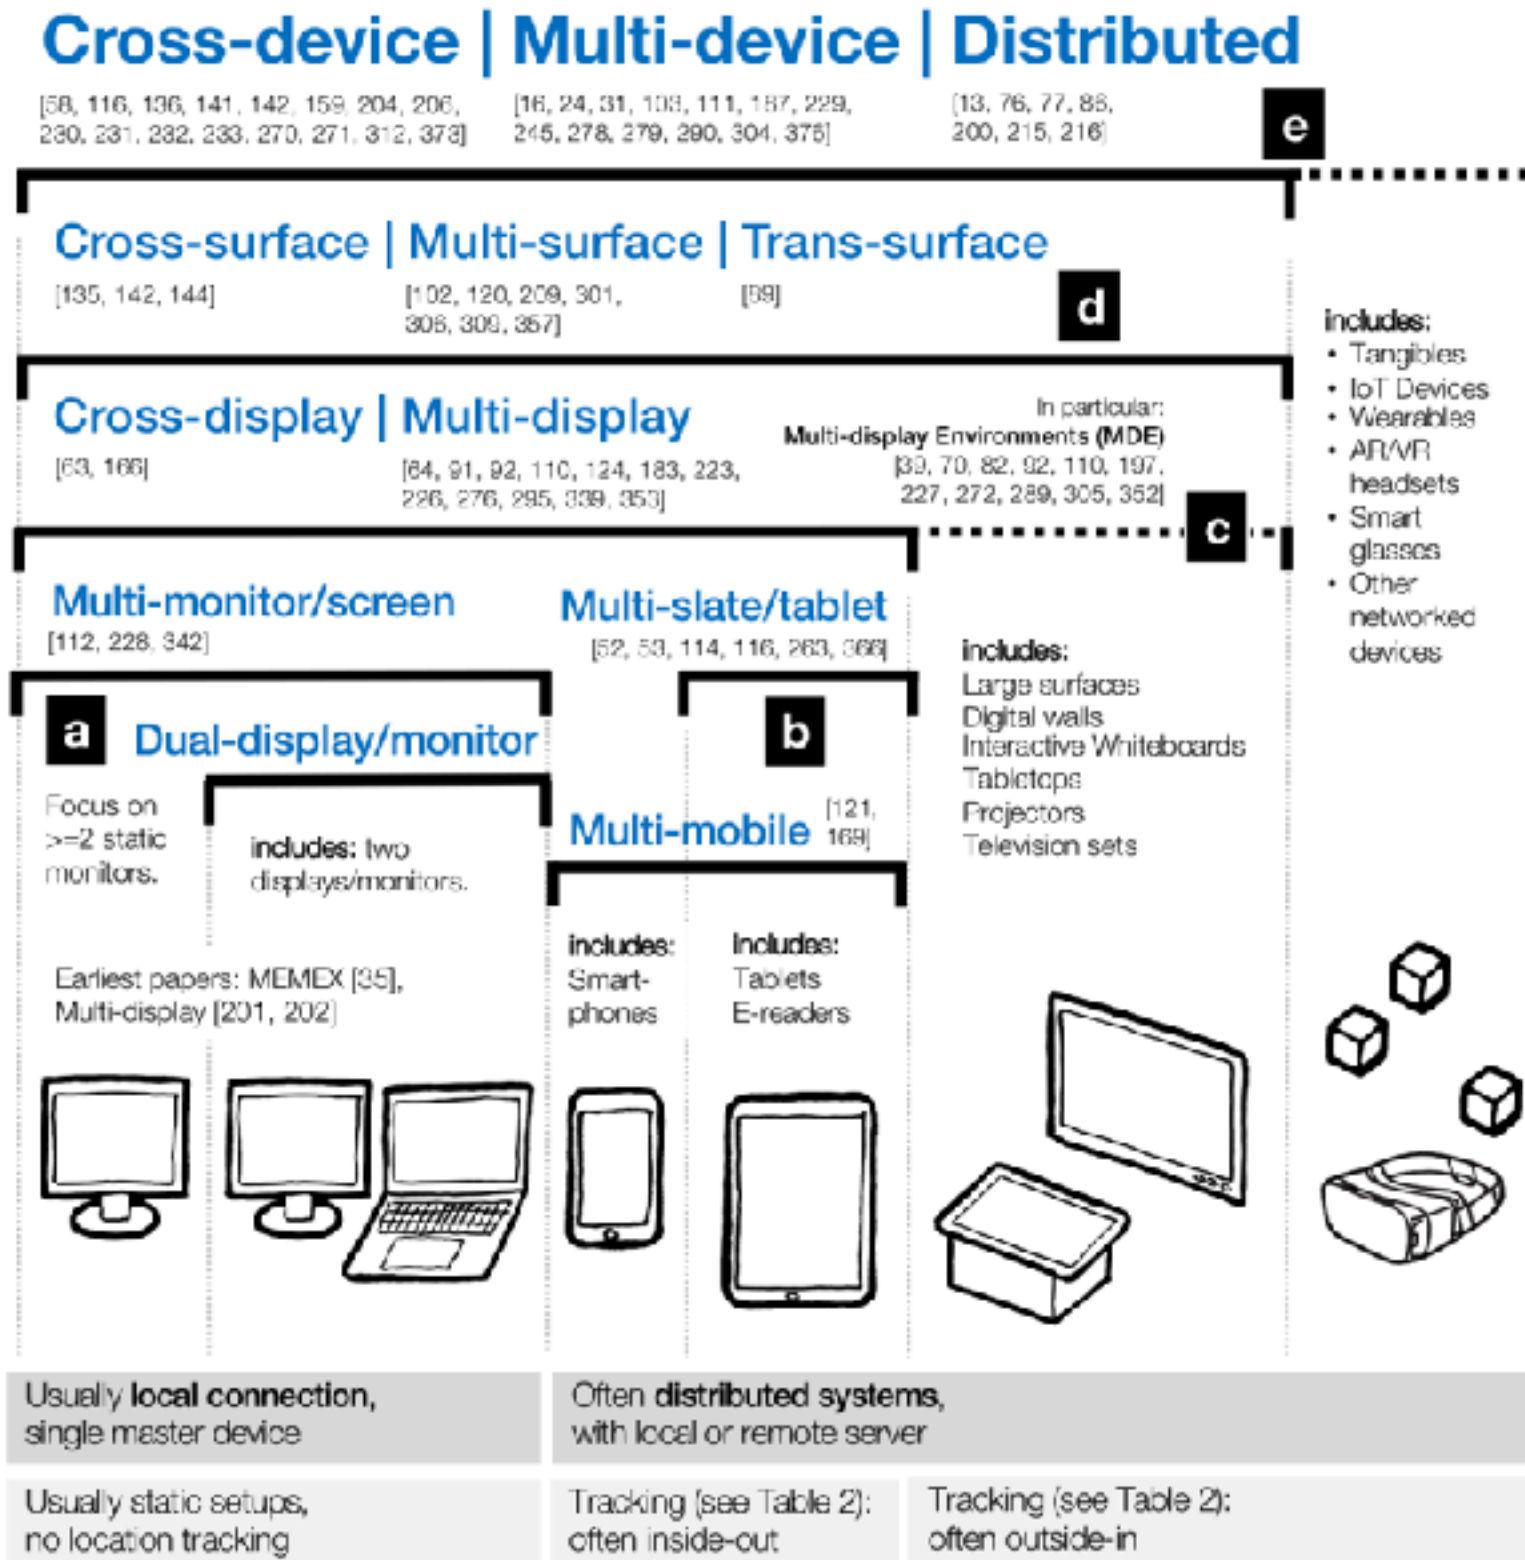 Cross-device | Multi-device | Distributed
[58, 116, 136, 141, 142, 159, 204, 206,
230, 231, 232, 233, 270, 271, 312, 373]
[16, 24, 31, 103, 111, 187, 229,
245, 278, 279, 290, 304, 376]
[13, 76, 77, 86,
200, 215, 216]
e
Cross-surface | Multi-surface | Trans-surface
[135, 142, 144]
[102, 120, 209, 301,
306, 309, 357]
[89]
d
Cross-display | Multi-display
[63, 166]
[64, 91, 92, 110, 124, 183, 223,
226, 276, 295, 339, 353]
In particular:
Multi-display Environments (MDE)
[39, 70, 82, 92, 110, 197,
227, 272, 289, 305, 352]
c
includes:
• Tangibles
• IoT Devices
• Wearables
• AR/VR
headsets
• Smart
glasses
• Other
networked
devices
Multi-monitor/screen
[112, 228, 342]
Multi-slate/tablet
[52, 53, 114, 116, 263, 366]
a
Dual-display/monitor
b
Focus on
>=2 static
monitors.
includes: two
displays/monitors.
Multi-mobile [121,
169]
includes:
Large surfaces
Digital walls
Interactive Whiteboards
Tabletops
Projectors
Television sets
Earliest papers: MEMEX [35],
Multi-display [201, 202]
includes:
Smart-
phones
includes:
Tablets
E-readers
Usually local connection,
single master device
Often distributed systems,
with local or remote server
Usually static setups,
no location tracking
Tracking (see Table 2):
often inside-out
Tracking (see Table 2):
often outside-in